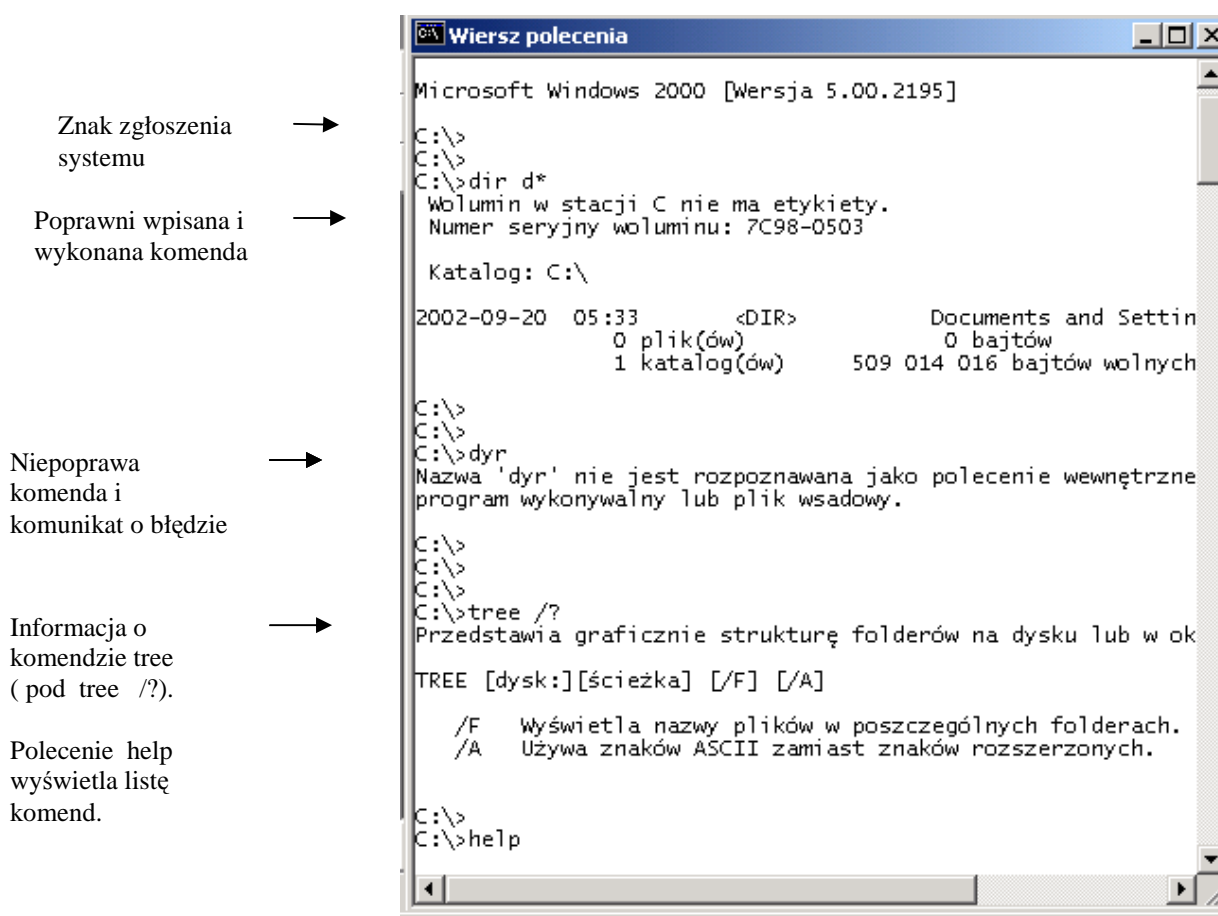 Znak zgłoszenia
systemu
Poprawni wpisana i
wykonana komenda
Niepoprawa
komenda i
komunikat o błędzie
Informacja o
komendzie tree
( pod tree /?).
Polecenie help
wyświetla listę
komend.
Wiersz polecenia
Microsoft Windows 2000 [Wersja 5.00.2195]
C:\>
C:\>
C:\>dir d*
Wolumin w stacji C nie ma etykiety.
Numer seryjny woluminu: 7C98-0503
Katalog: C:\
2002-09-20 05:33 <DIR> Documents and Settin
0 plik(ów) 0 bajtów
1 katalog(ów) 509 014 016 bajtów wolnych
C:\>
C:\>
C:\>dyr
Nazwa 'dyr' nie jest rozpoznawana jako polecenie wewnętrzne
program wykonywalny lub plik wsadowy.
C:\>
C:\>
C:\>
C:\>tree /?
Przedstawia graficznie strukturę folderów na dysku lub w ok
TREE [dysk:][ścieżka] [/F] [/A]
/F Wyświetla nazwy plików w poszczególnych folderach.
/A Używa znaków ASCII zamiast znaków rozszerzonych.
C:\>
C:\>help